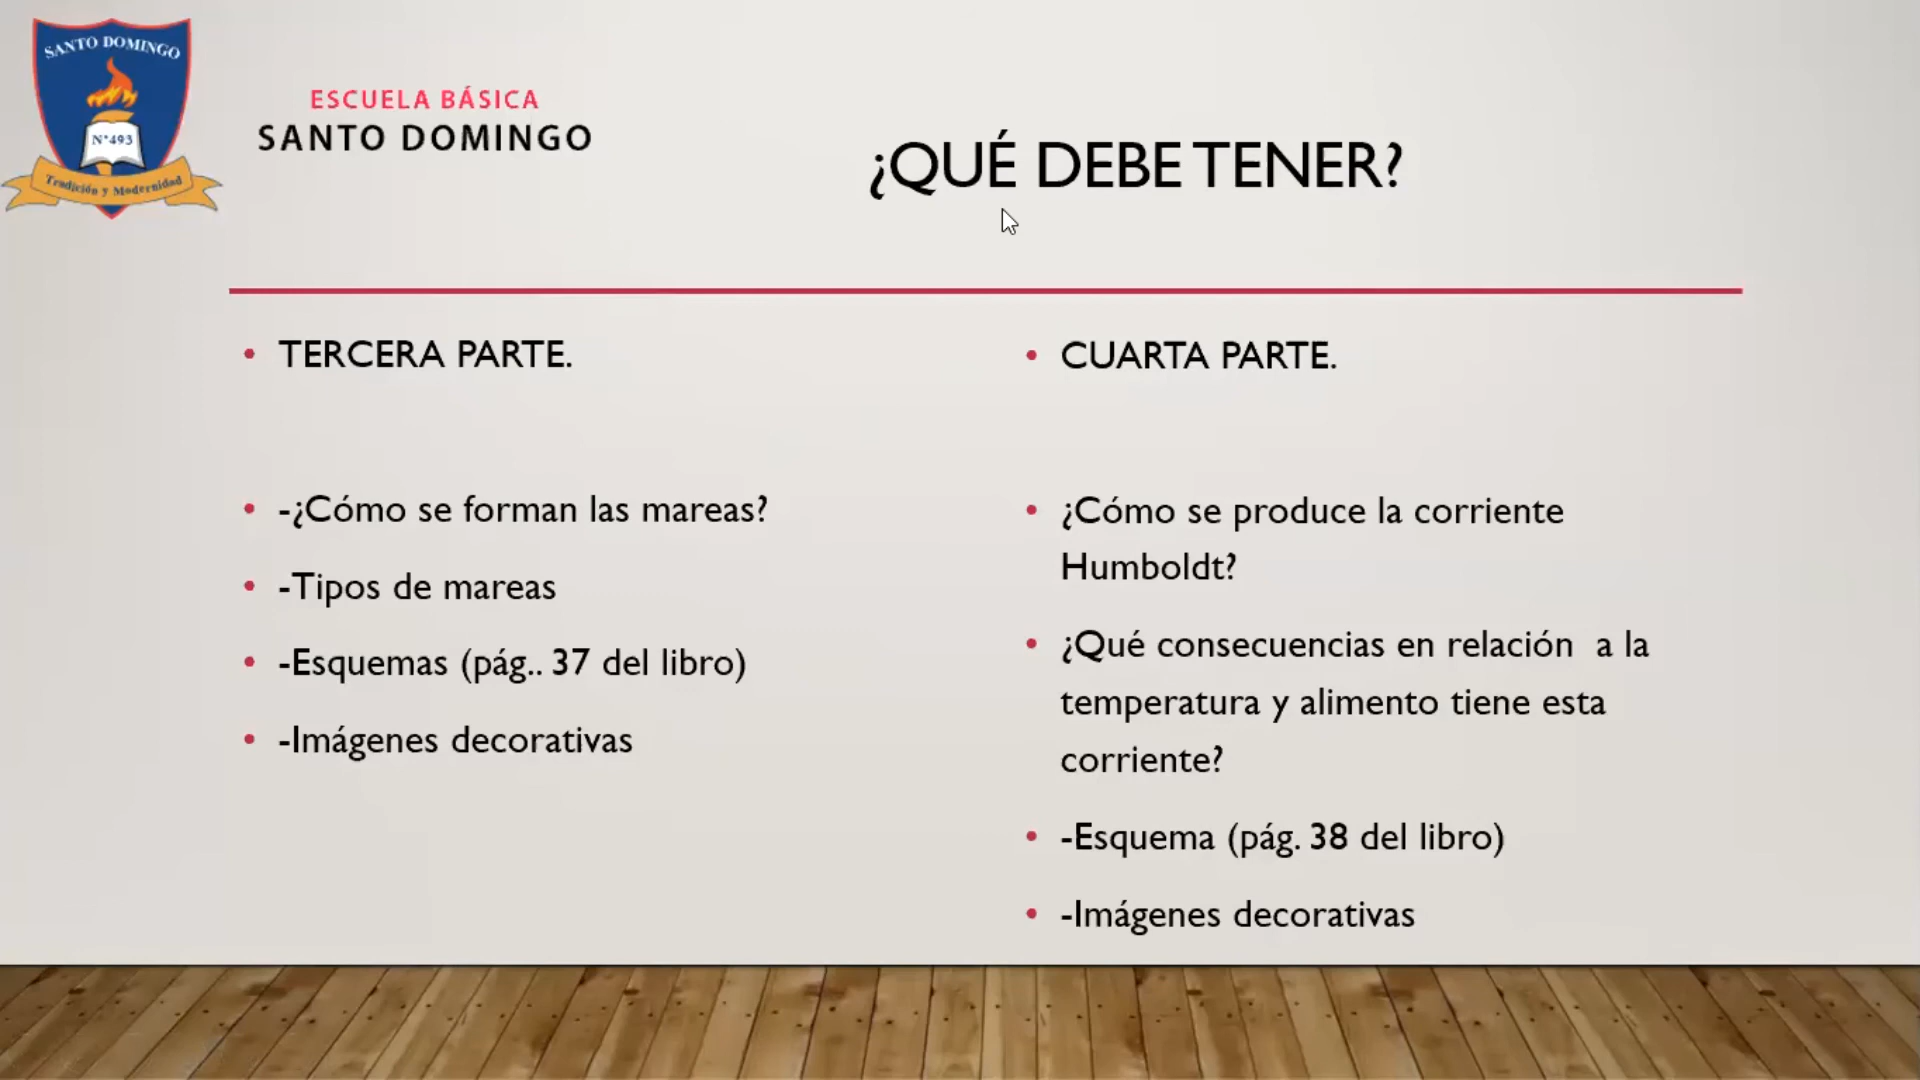 SANTO DOMINGO
N°493
Tradición y Modernidad
ESCUELA BÁSICA
SANTO DOMINGO
¿QUÉ DEBE TENER?
• TERCERA PARTE.
• -¿Cómo se forman las mareas?
• -Tipos de mareas
• -Esquemas (pág.. 37 del libro)
• -Imágenes decorativas
• CUARTA PARTE.
• ¿Cómo se produce la corriente
Humboldt?
• ¿Qué consecuencias en relación  a la
temperatura y alimento tiene esta
corriente?
• -Esquema (pág. 38 del libro)
• -Imágenes decorativas